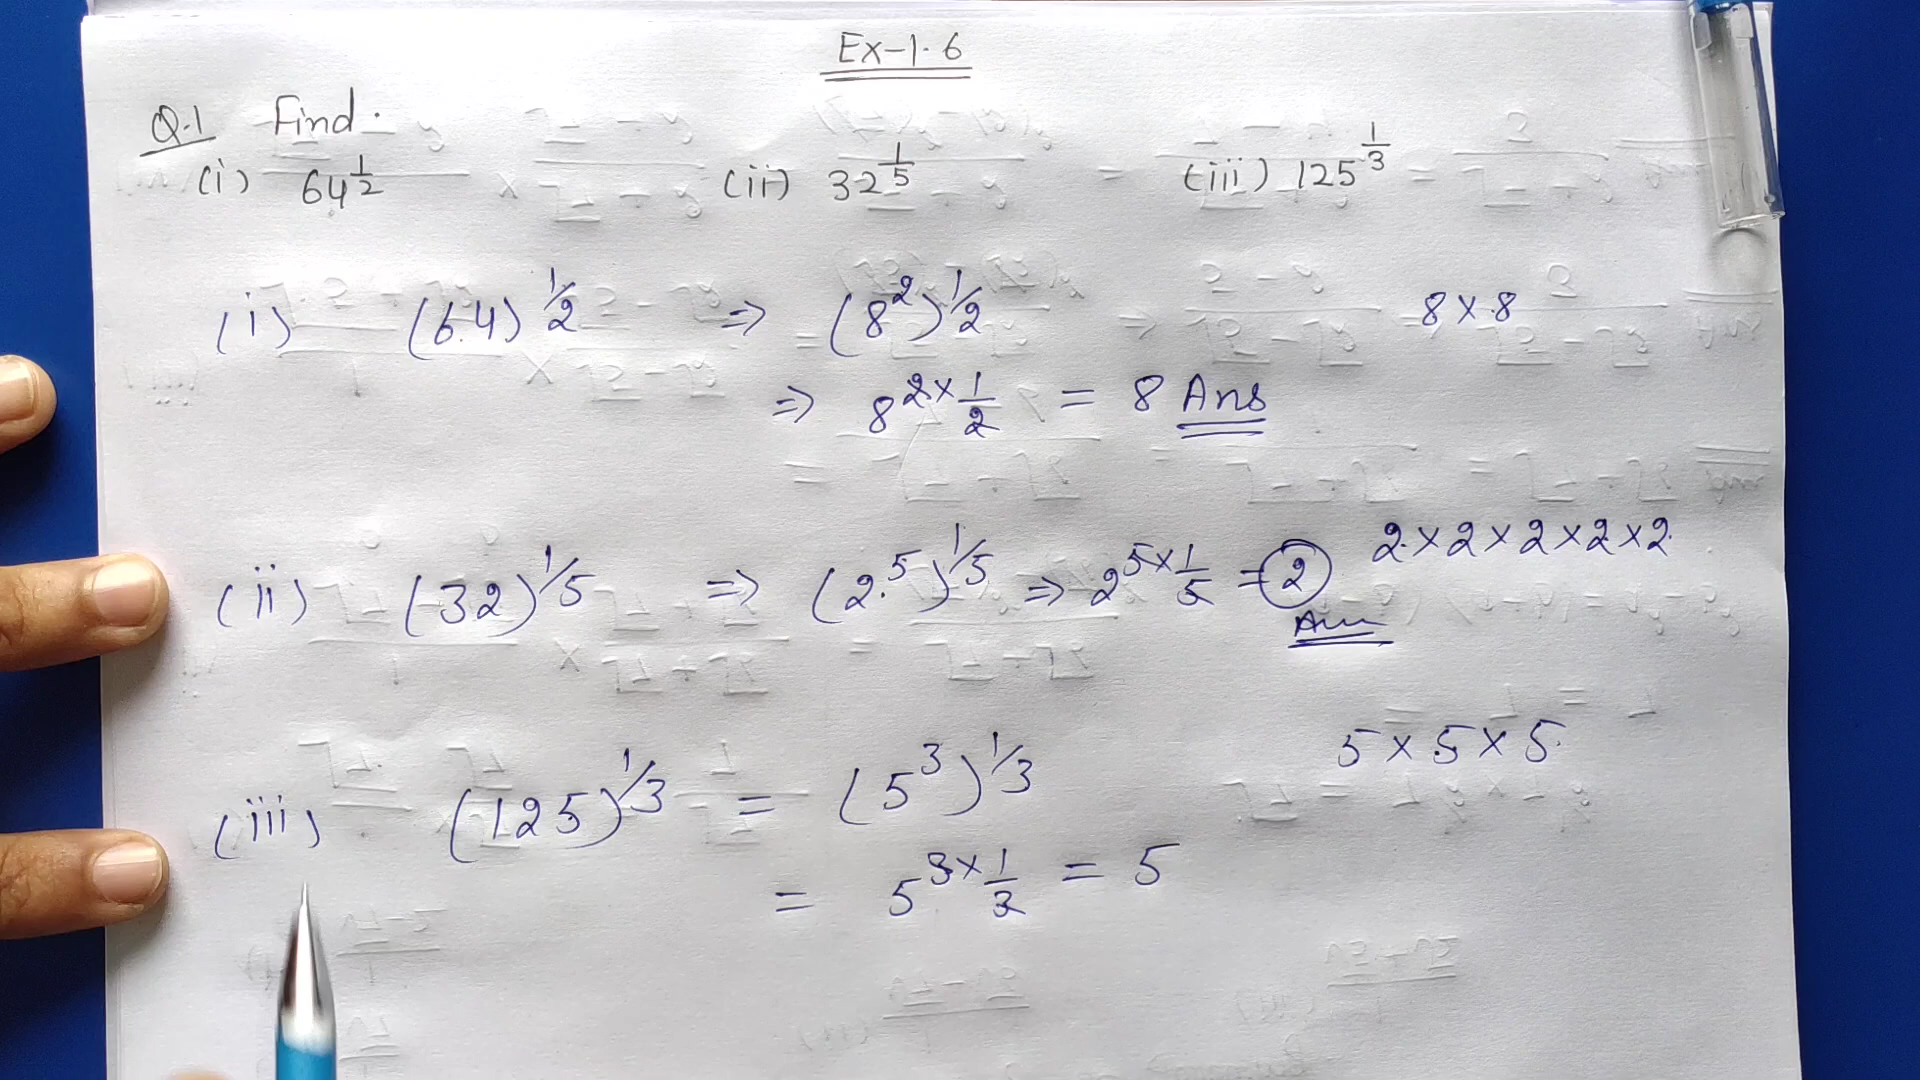 Ex-1.6
Q.1 Find.
(i) 64^1/2 (ii) 32^1/5 (iii) 125^1/3
(i) (64)^1/2 ⇒ (8^2)^1/2 8×8
⇒ 8^2×1/2 = 8 Ans
(ii) (32)^1/5 ⇒ (2^5)^1/5 ⇒ 2^5×1/5 = 2 2×2×2×2×2
Ans
(iii) (125)^1/3 = (5^3)^1/3 5×5×5
= 5^3×1/3 = 5